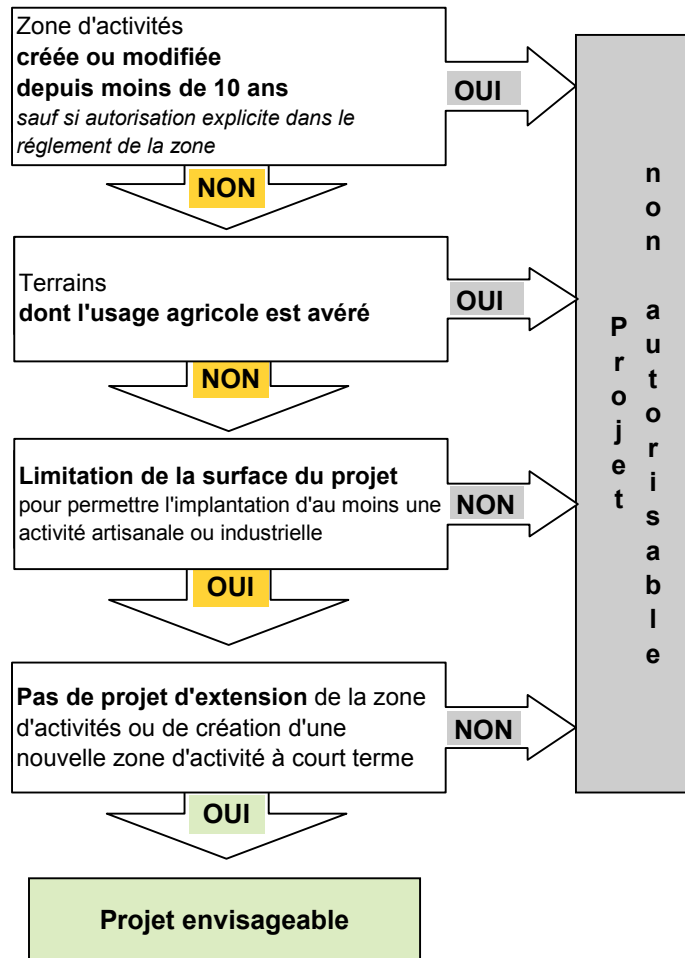 Zone d'activités
créée ou modifiée
depuis moins de 10 ans
sauf si autorisation explicite dans le
réglement de la zone
OUI
NON
Terrains
dont l'usage agricole est avéré
OUI
NON
Limitation de la surface du projet
pour permettre l'implantation d'au moins une
activité artisanale ou industrielle
NON
OUI
Pas de projet d'extension de la zone
d'activités ou de création d'une
nouvelle zone d'activité à court terme
NON
OUI
Projet envisageable
Projet
non autorisable